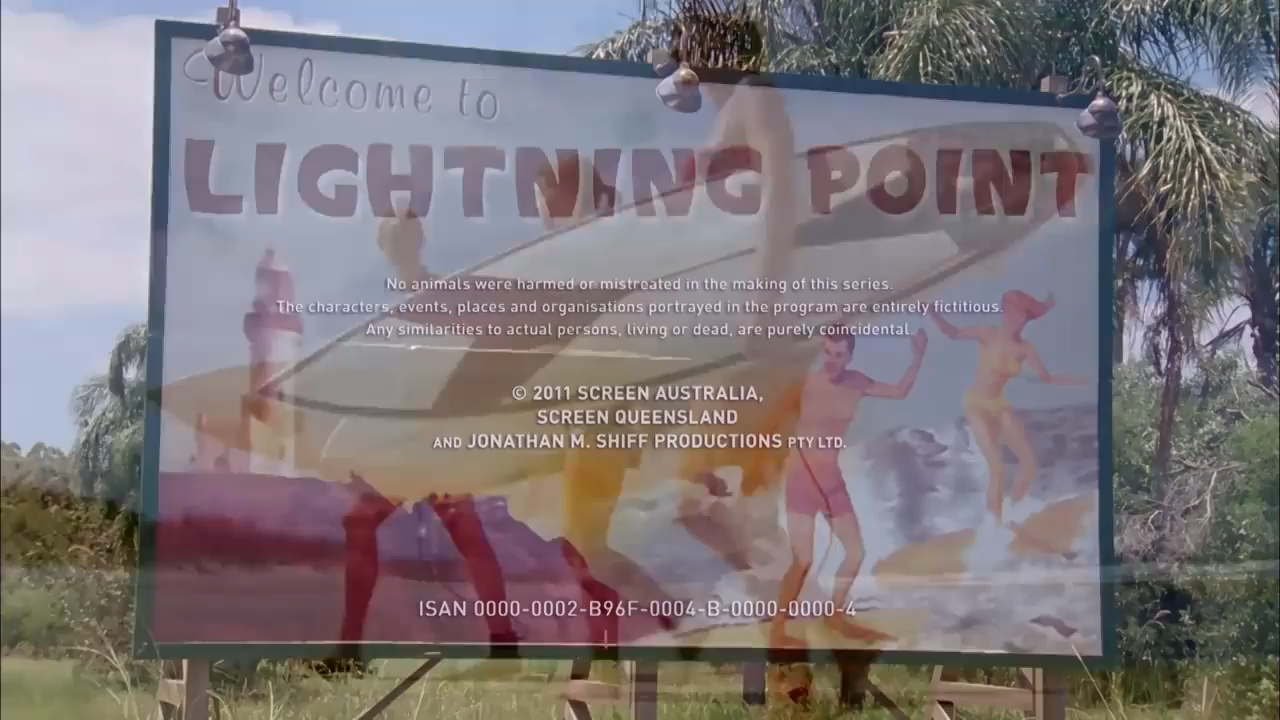 Welcome to
LIGHTNING POINT
No animals were harmed or mistreated in the making of this series.
The characters, events, places and organisations portrayed in the program are entirely fictitious.
Any similarities to actual persons, living or dead, are purely coincidental.
© 2011 SCREEN AUSTRALIA,
SCREEN QUEENSLAND
AND JONATHAN M. SHIFF PRODUCTIONS PTY LTD.
ISAN 0000-0002-B96F-0004-B-0000-0000-4